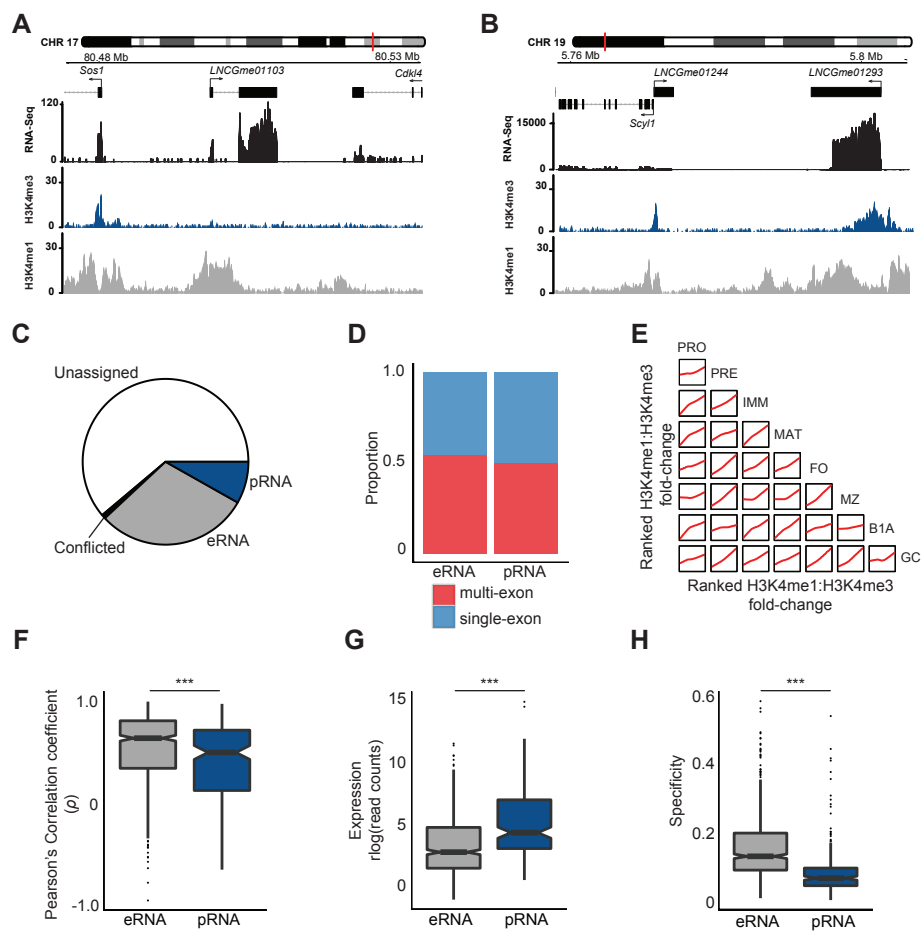 A
CHR 17
80.48 Mb
80.53 Mb
Sos1
LNCGme01103
Cdkl4
RNA-Seq
120
0
H3K4me3
30
0
H3K4me1
30
0
B
CHR 19
5.76 Mb
5.8 Mb
LNCGme01244
LNCGme01293
Scyl1
RNA-Seq
15000
0
H3K4me3
30
0
H3K4me1
30
0
C
Unassigned
pRNA
eRNA
Conflicted
D
Proportion
1.0
0.5
0
eRNA
pRNA
multi-exon
single-exon
E
PRO
PRE
IMM
MAT
FO
MZ
B1A
GC
Ranked H3K4me1:H3K4me3
fold-change
Ranked H3K4me1:H3K4me3
fold-change
F
Pearson's Correlation coefficient
(ρ)
1.0
0
-1.0
***
eRNA
pRNA
G
Expression
rlog(read counts)
15
10
5
0
***
eRNA
pRNA
H
Specificity
0.6
0.4
0.2
0
***
eRNA
pRNA